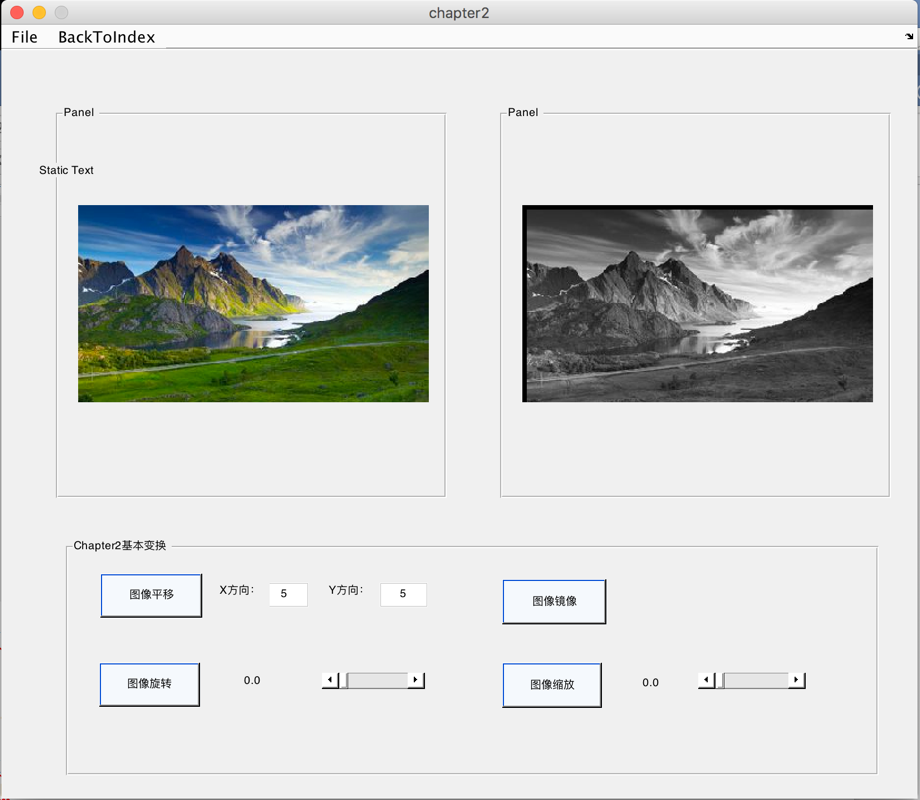 chapter2
File BackToIndex
Panel Panel
Static Text
Chapter2基本变换
图像平移 X方向: 5 Y方向: 5 图像镜像
图像旋转 0.0 图像缩放 0.0